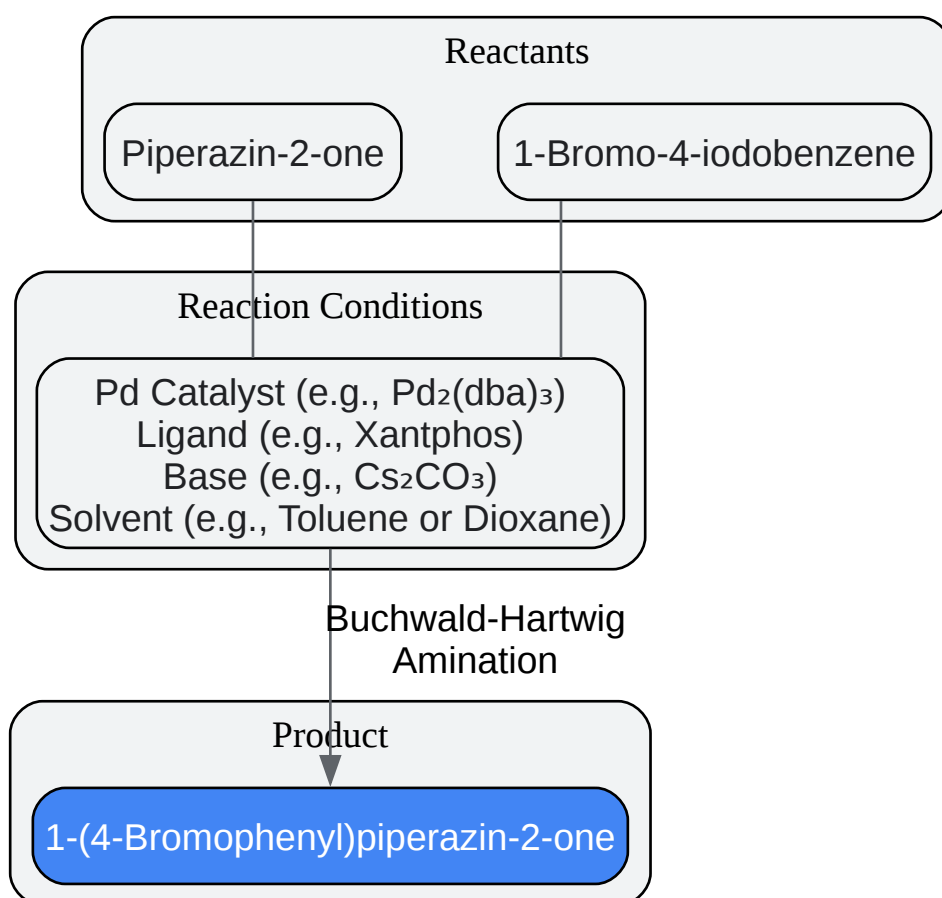 Reactants
Piperazin-2-one
1-Bromo-4-iodobenzene
Reaction Conditions
Pd Catalyst (e.g., Pd₂(dba)₃)
Ligand (e.g., Xantphos)
Base (e.g., Cs₂CO₃)
Solvent (e.g., Toluene or Dioxane)
Buchwald-Hartwig
Amination
Product
1-(4-Bromophenyl)piperazin-2-one